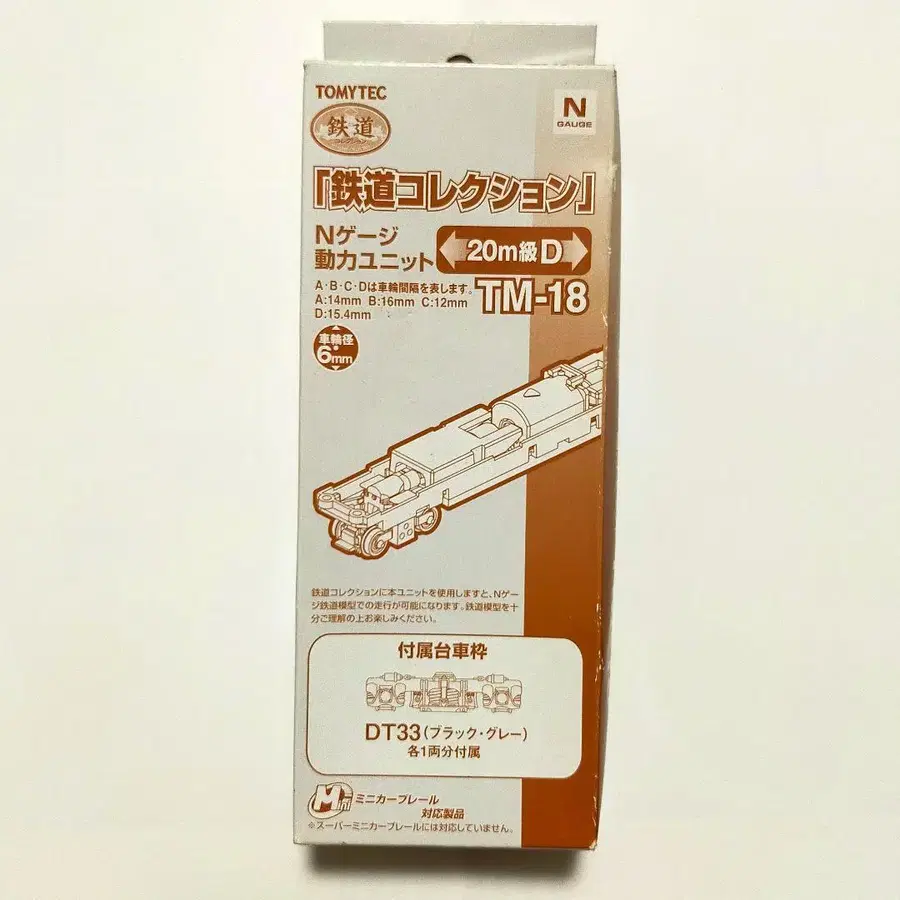 TOMYTEC
鉄道
コレクション
N
GAUGE
「鉄道コレクション」
Nゲージ
動力ユニット
20m級D
TM-18
A・B・C・Dは車輪間隔を表します。
A:14mm B:16mm C:12mm
D:15.4mm
車輪径
6mm
鉄道コレクションに本ユニットを使用しますと、Nゲー
ジ鉄道模型での走行が可能になります。鉄道模型を十
分ご理解の上お楽しみください。
付属台車枠
DT33(ブラック・グレー)
各1両分付属
Mini
ミニカーブレール
対応製品
※スーパーミニカーブレールには対応していません。